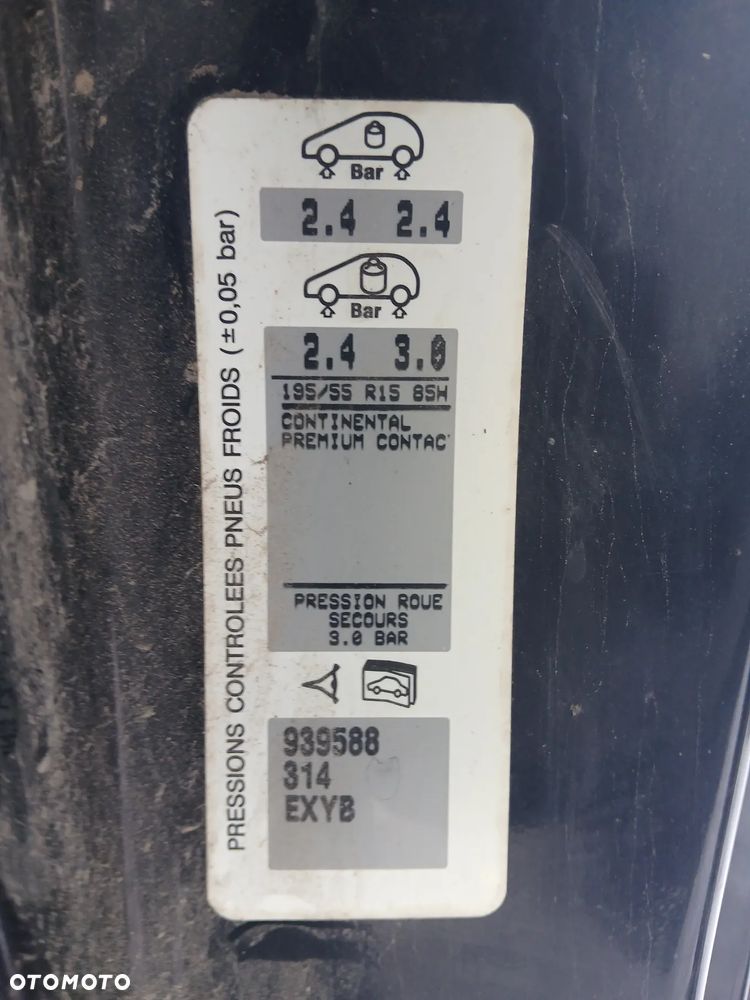 PRESSIONS CONTROLEES PNEUS FROIDS (±0,05 bar)
Bar
2.4 2.4
Bar
2.4 3.0
195/55 R15 85H
CONTINENTAL
PREMIUM CONTAC
PRESSION ROUE
SECOURS
3.0 BAR
939588
314
EXYB
OTOMOTO